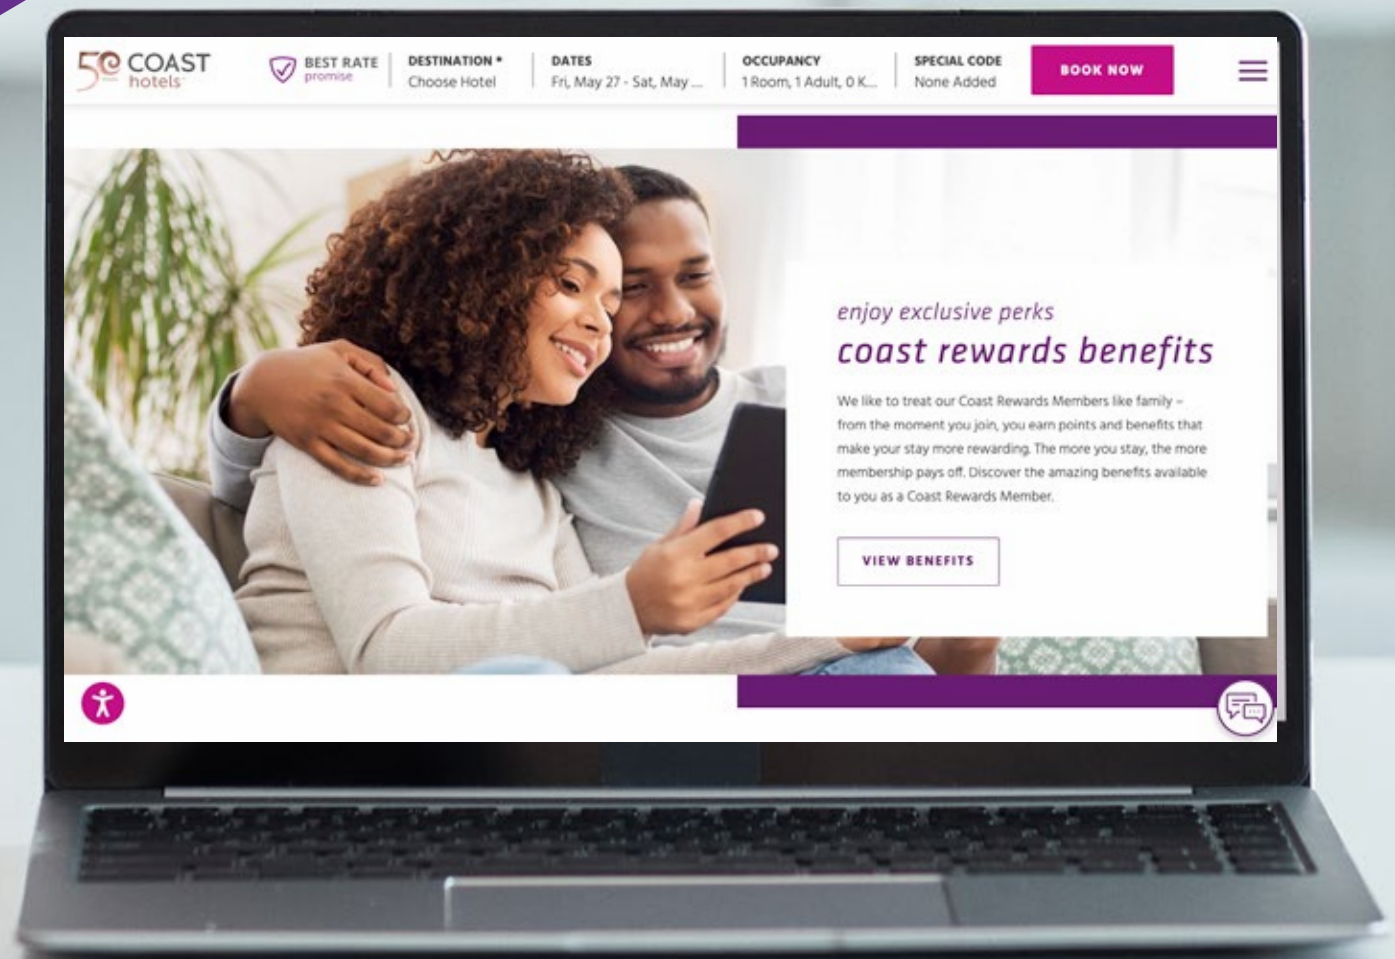 50 COAST
hotels
BEST RATE
promise
DESTINATION *
Choose Hotel
DATES
Fri, May 27 - Sat, May ...
OCCUPANCY
1 Room, 1 Adult, 0 K...
SPECIAL CODE
None Added
BOOK NOW
enjoy exclusive perks
coast rewards benefits
We like to treat our Coast Rewards Members like family –
from the moment you join, you earn points and benefits that
make your stay more rewarding. The more you stay, the more
membership pays off. Discover the amazing benefits available
to you as a Coast Rewards Member.
VIEW BENEFITS